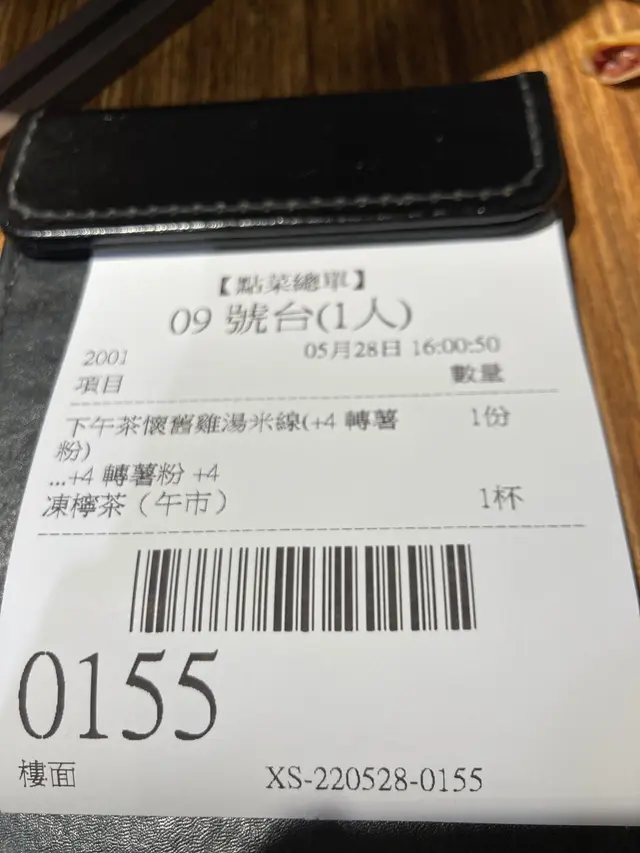 【點菜總單】
09 號台(1人)
2001 05月28日 16:00:50
項目 數量
下午茶懷舊雞湯米線(+4 轉薯 1份
粉)
...+4 轉薯粉 +4
凍檸茶（午市） 1杯
0155
樓面 XS-220528-0155